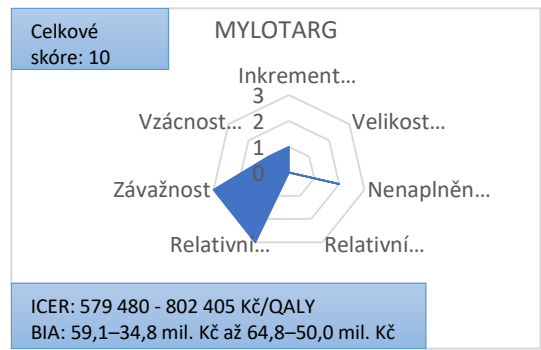 Celkové
skóre: 10
MYLOTARG
Inkrement...
3
2
1
0
Vzácnost...
Velikost...
Závažnost
Nenaplněn...
Relativní...
Relativní...
ICER: 579 480 - 802 405 Kč/QALY
BIA: 59,1–34,8 mil. Kč až 64,8–50,0 mil. Kč